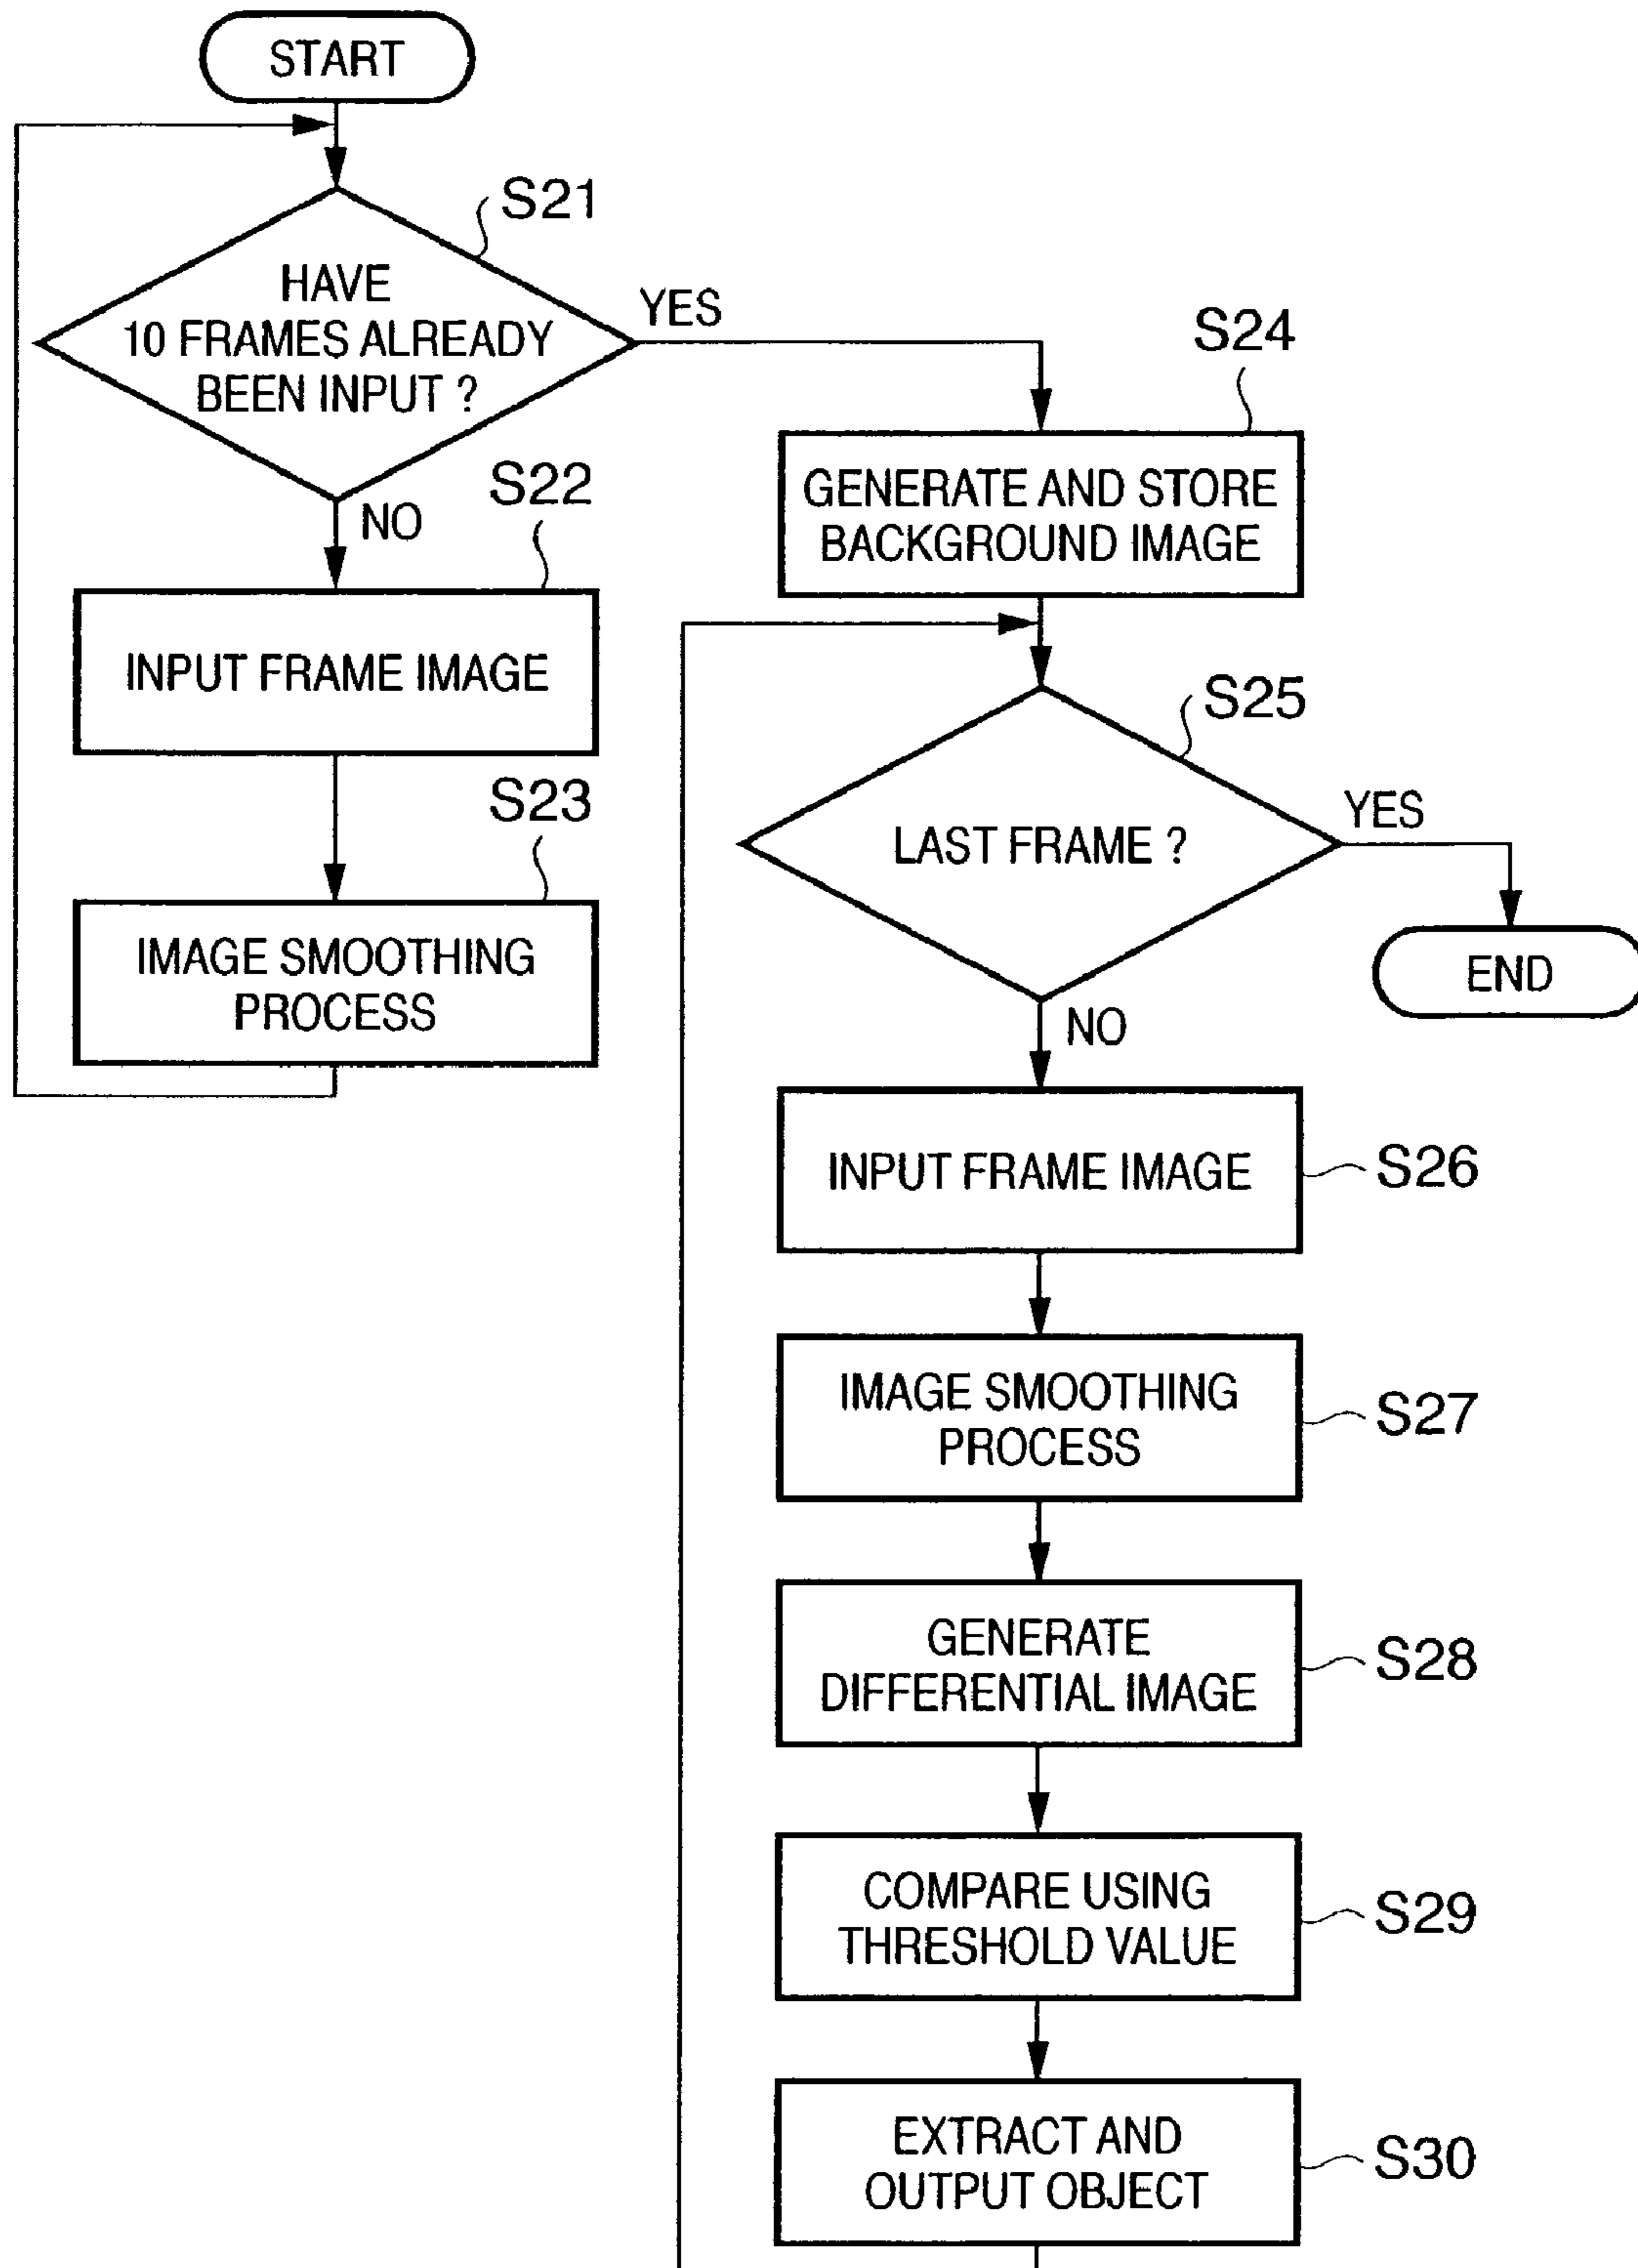 START
S21
HAVE
10 FRAMES ALREADY
BEEN INPUT ?
YES
NO
S22
INPUT FRAME IMAGE
S23
IMAGE SMOOTHING
PROCESS
S24
GENERATE AND STORE
BACKGROUND IMAGE
S25
LAST FRAME ?
YES
END
NO
INPUT FRAME IMAGE
S26
IMAGE SMOOTHING
PROCESS
S27
GENERATE
DIFFERENTIAL IMAGE
S28
COMPARE USING
THRESHOLD VALUE
S29
EXTRACT AND
OUTPUT OBJECT
S30